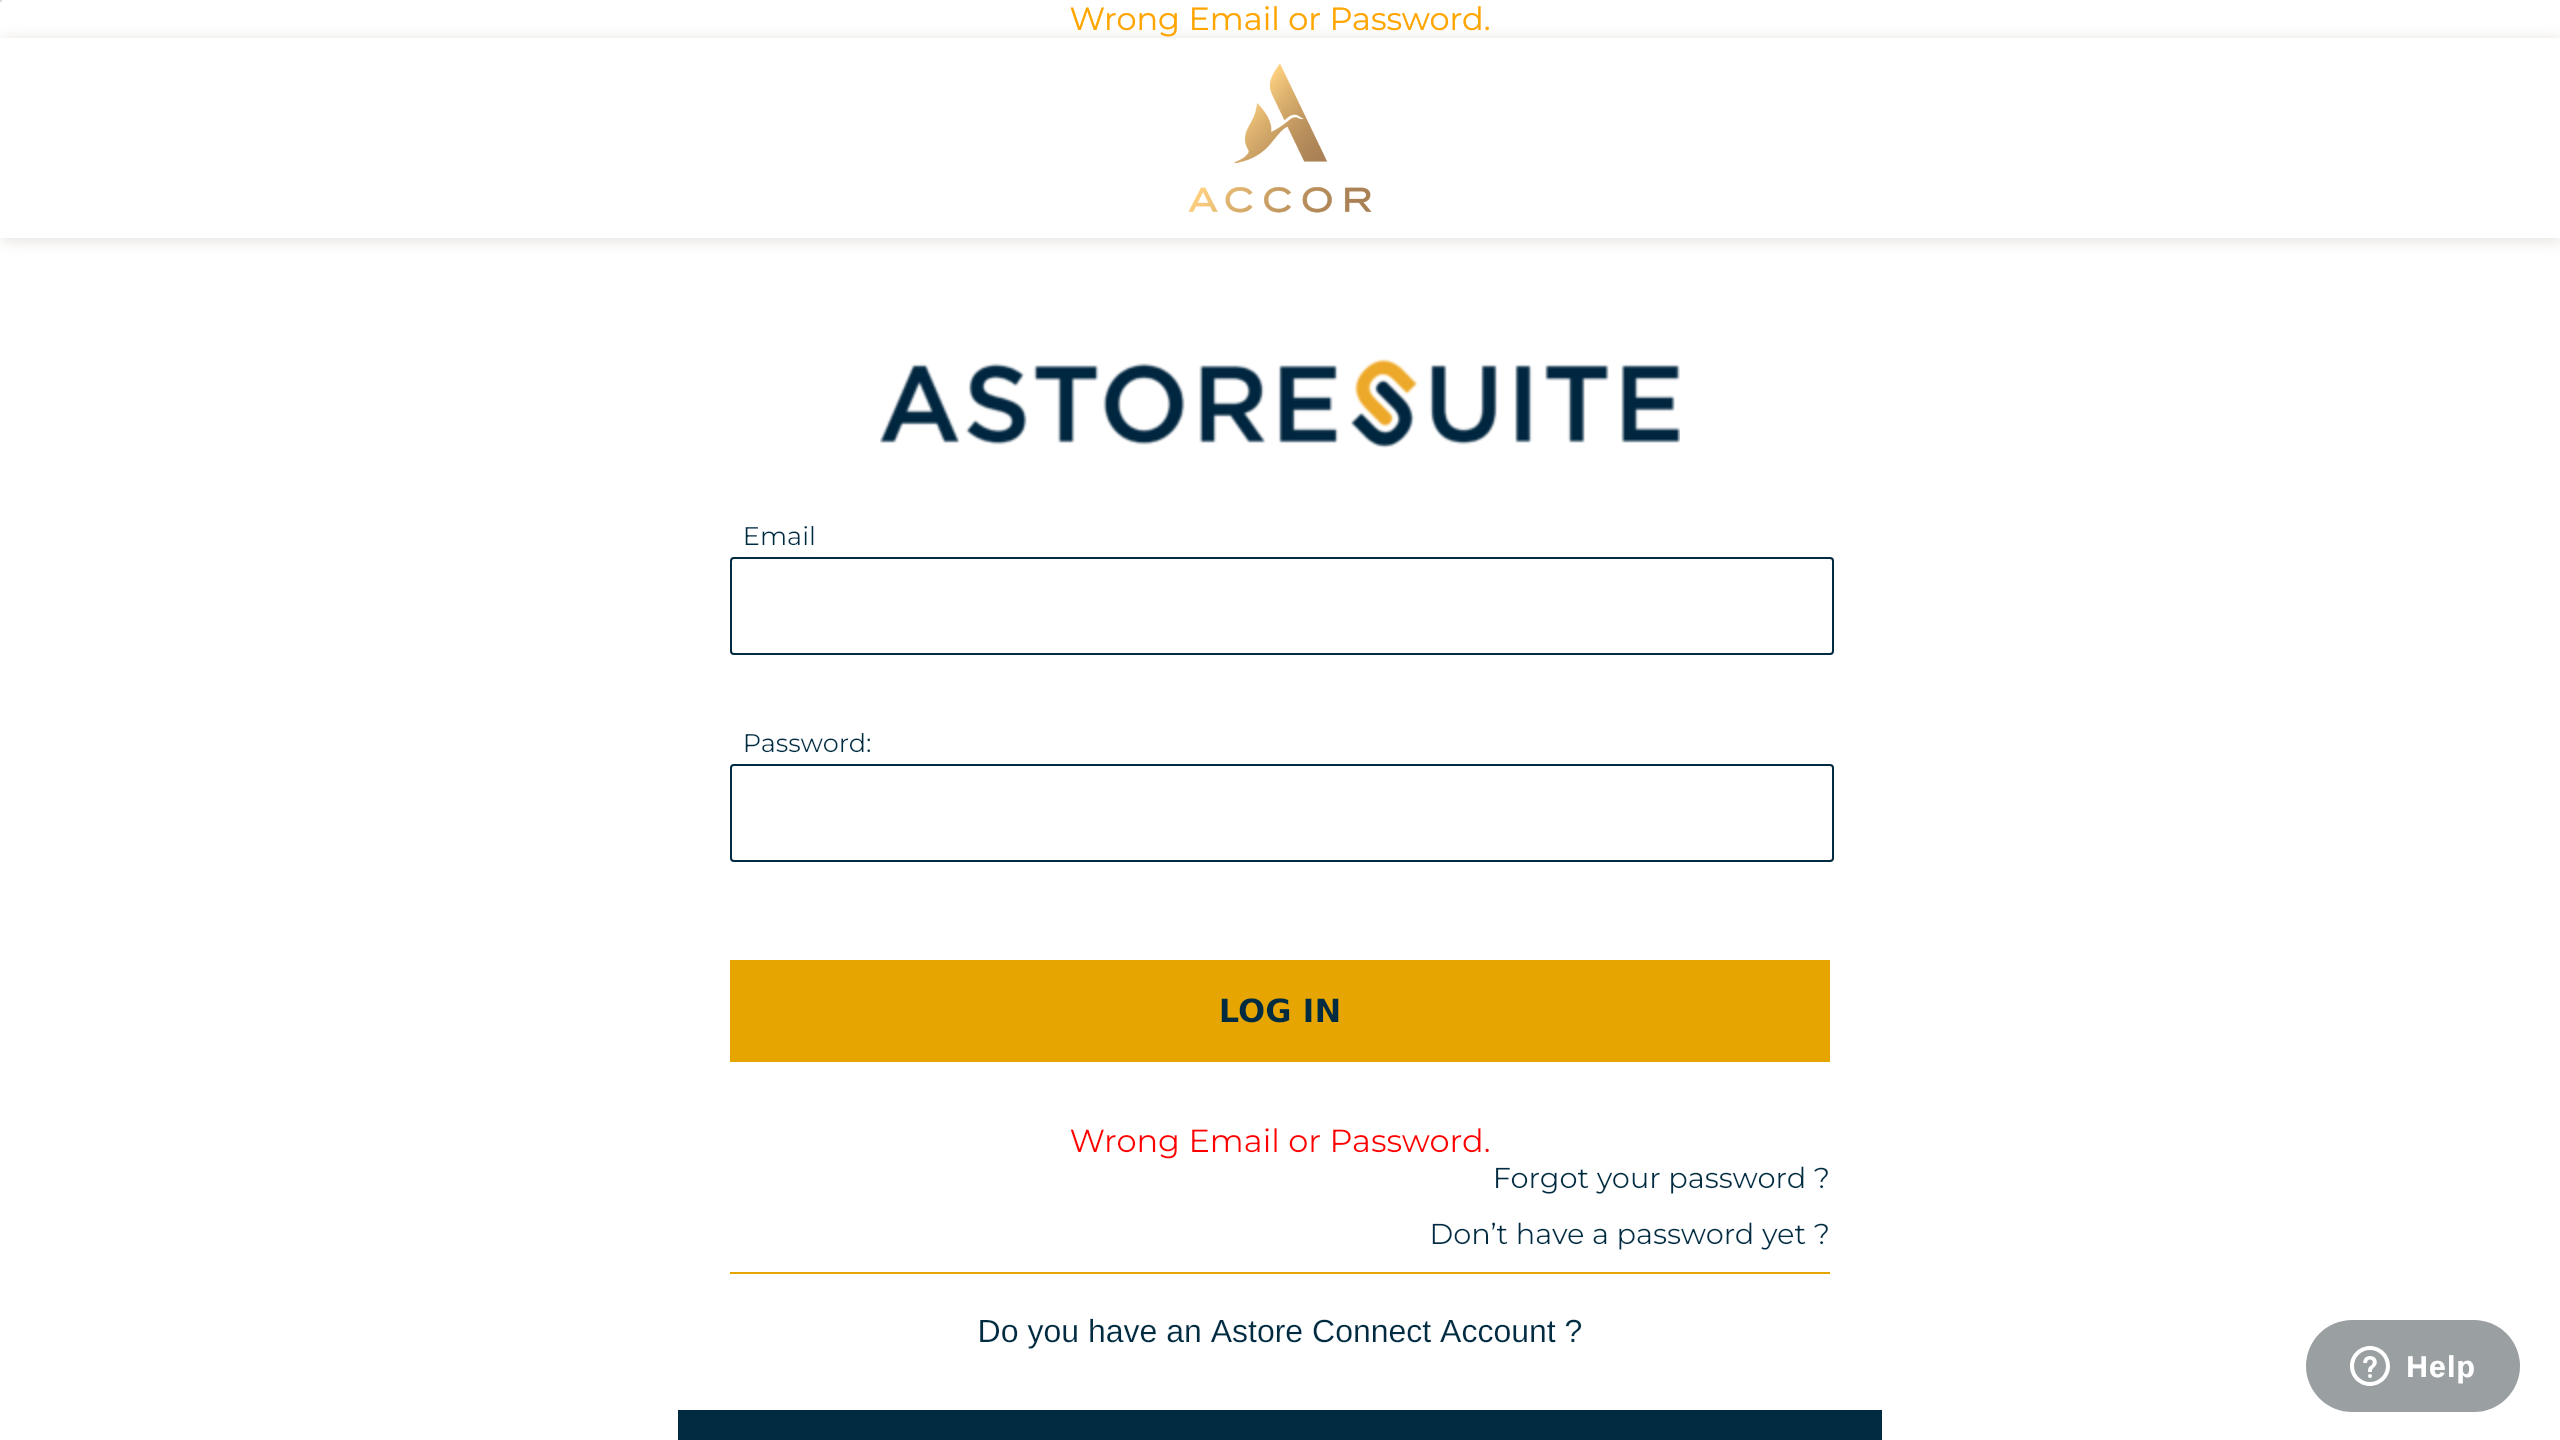 Wrong Email or Password.
ACCOR
ASTORESUITE
Email
Password:
LOG IN
Wrong Email or Password.
Forgot your password ?
Don’t have a password yet ?
Do you have an Astore Connect Account ?
Help